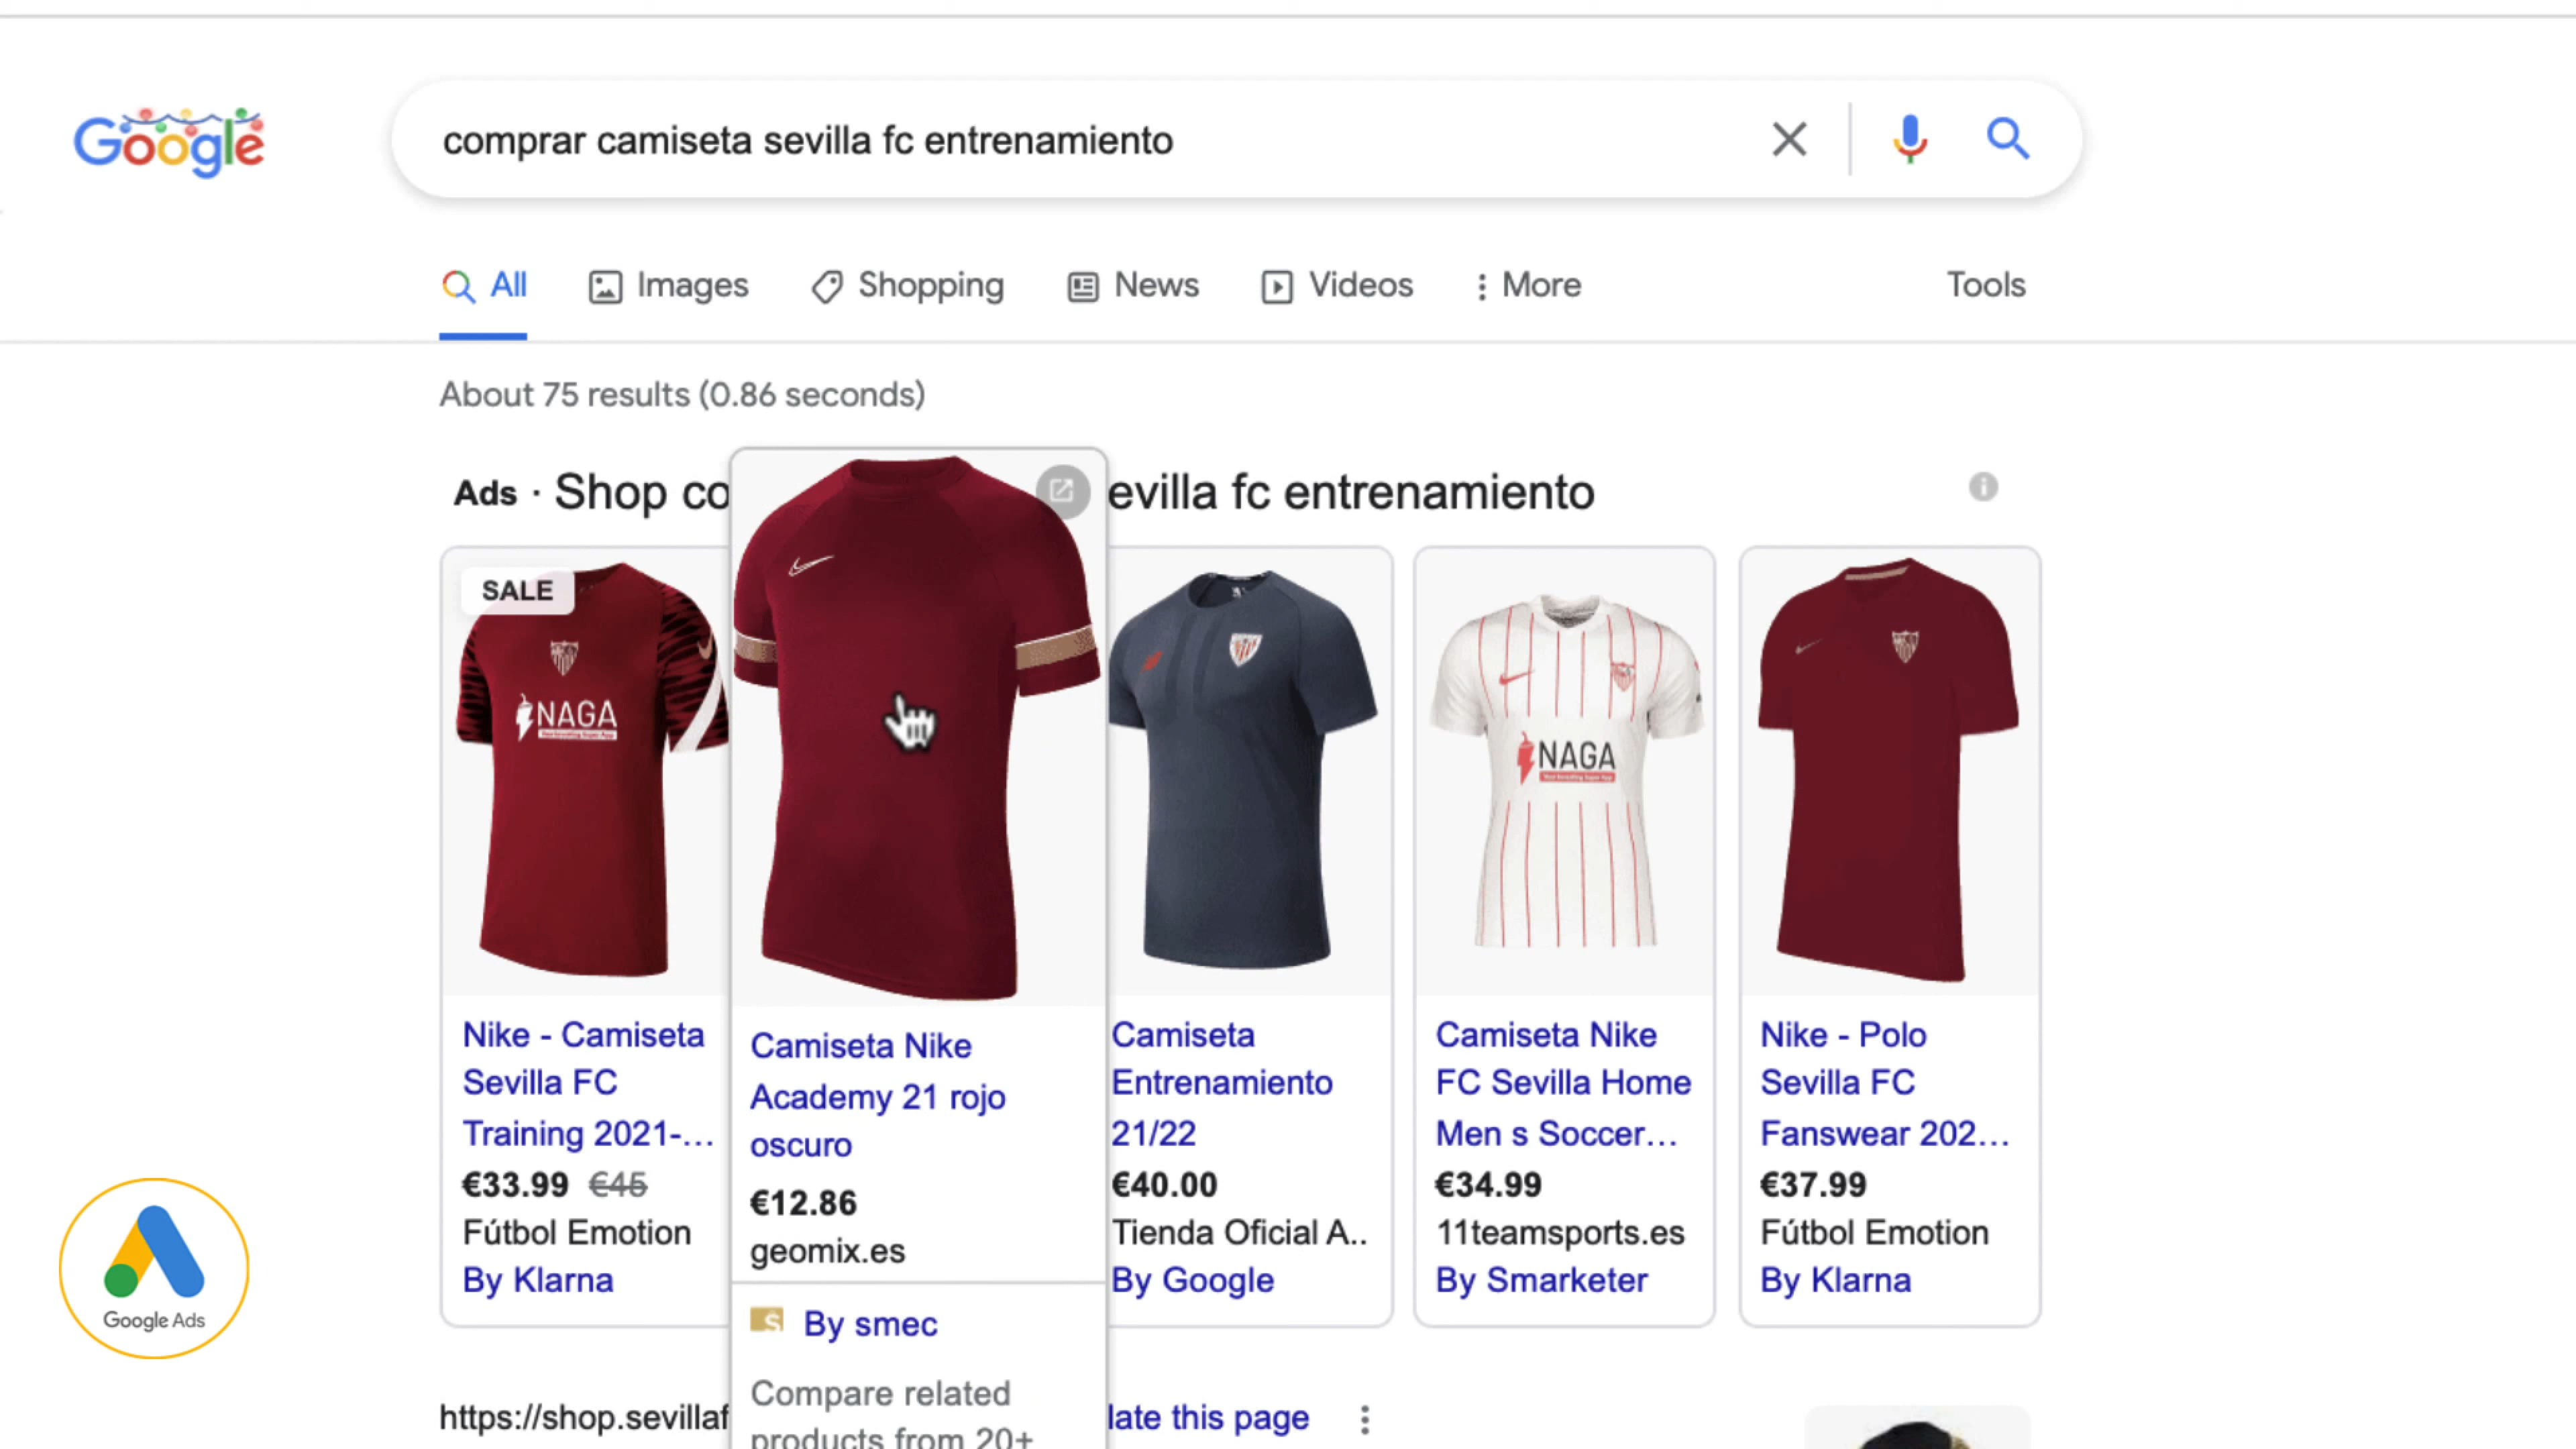 Google
comprar camiseta sevilla fc entrenamiento
All
Images
Shopping
News
Videos
More
Tools
About 75 results (0.86 seconds)
Ads · Shop co
evilla fc entrenamiento
SALE
NAGA
NAGA
Nike - Camiseta
Sevilla FC
Training 2021-...
€33.99 €45
Fútbol Emotion
By Klarna
Camiseta Nike
Academy 21 rojo
oscuro
€12.86
geomix.es
By smec
Compare related
products from 20+
Camiseta
Entrenamiento
21/22
€40.00
Tienda Oficial A..
By Google
Camiseta Nike
FC Sevilla Home
Men s Soccer...
€34.99
11teamsports.es
By Smarketer
Nike - Polo
Sevilla FC
Fanswear 202...
€37.99
Fútbol Emotion
By Klarna
https://shop.sevillaf
late this page
Google Ads